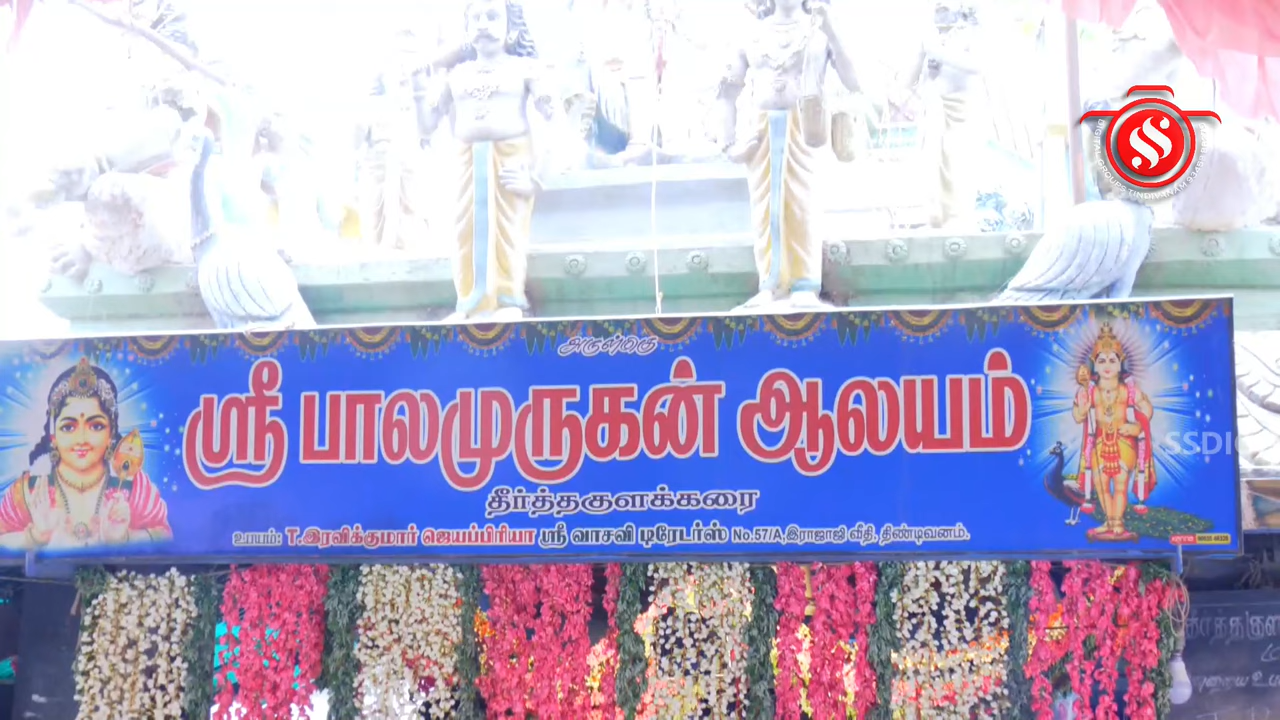 அருள்மிகு
ஸ்ரீ பாலமுருகன் ஆலயம்
தீர்த்தகுளக்கரை
உபயம்: T.இரவிக்குமார் ஜெயப்பிரியா ஸ்ரீ வாசவி டிரேடர்ஸ் No.57/A,இராஜாஜி வீதி, திண்டிவனம்.
SSDIG